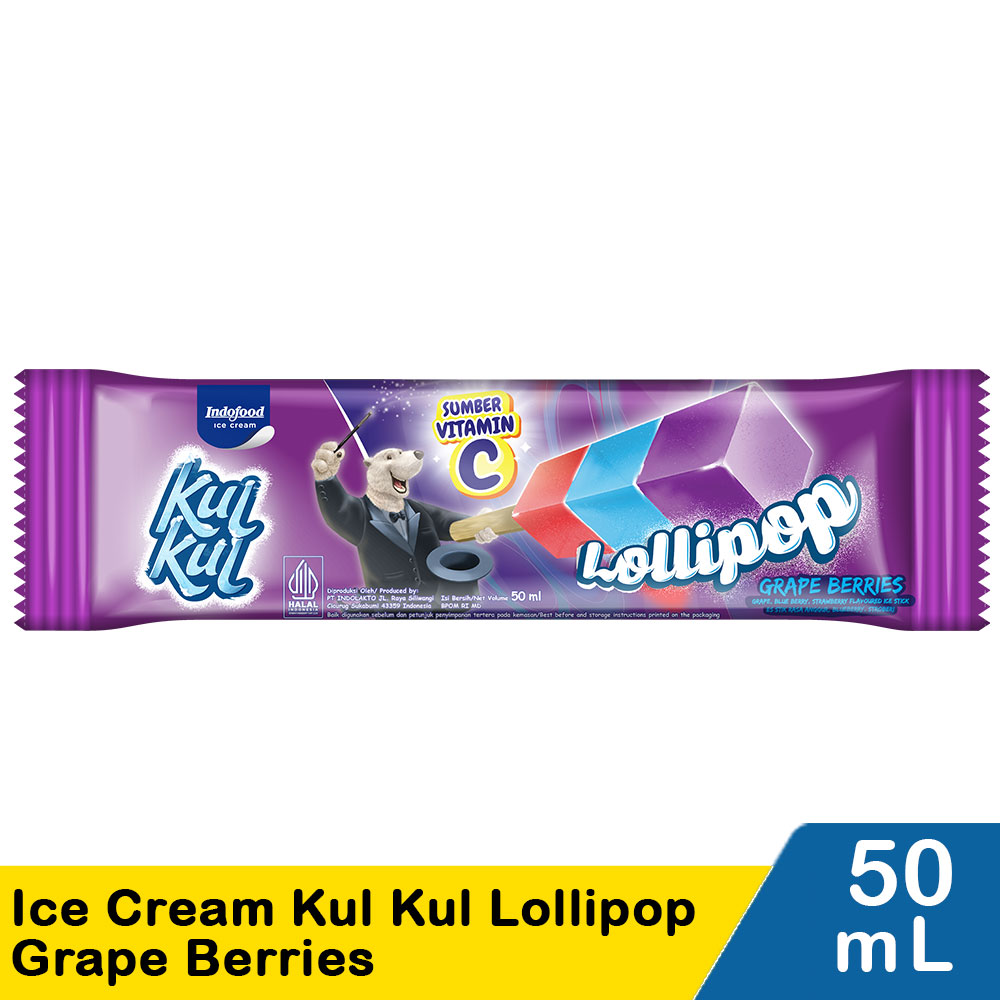 Indofood
ice cream
Kul
Kul
SUMBER
VITAMIN
C
Lollipop
GRAPE BERRIES
GRAPE, BLUE BERRY, STRAWBERRY FLAVOURED ICE STICK
ES STIK RASA ANGGUR, BLUEBERRY, STROBERI
HALAL
INDONESIA
Diproduksi Oleh/ Produced by:
PT. INDOLAKTO JL. Raya Siliwangi
Cicurug Sukabumi 43359 Indonesia
Isi Bersih/Net Volume 50 ml
BPOM RI MD
Baik digunakan sebelum dan petunjuk penyimpanan tertera pada kemasan/Best before and storage instructions printed on the packaging
Ice Cream Kul Kul Lollipop
Grape Berries
50
mL